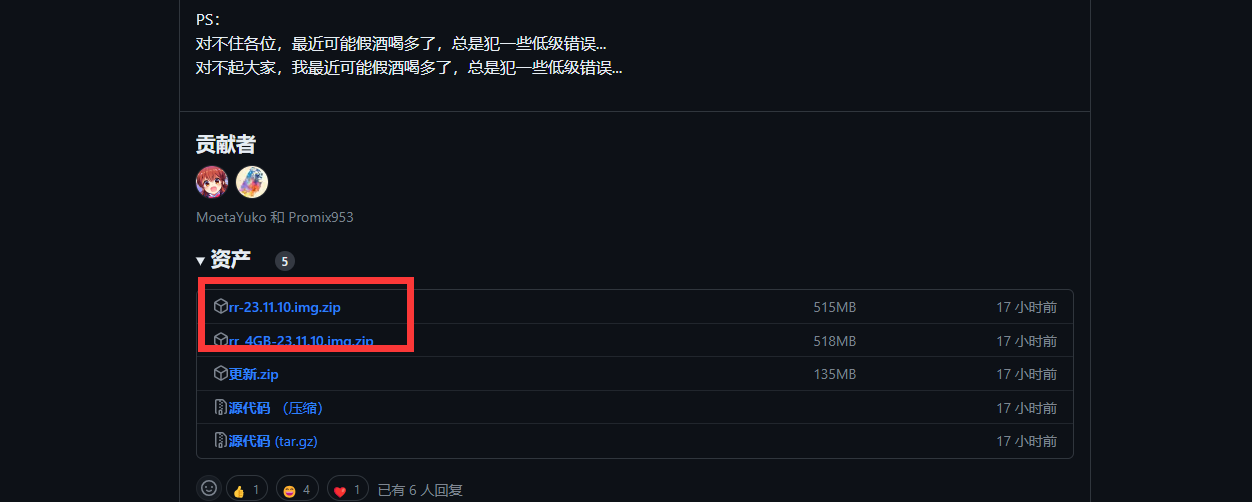 PS：
对不住各位，最近可能假酒喝多了，总是犯一些低级错误...
对不起大家，我最近可能假酒喝多了，总是犯一些低级错误...
贡献者
MoetaYuko 和 Promix953
资产 5
rr-23.11.10.img.zip 515MB 17 小时前
rr_4GB-23.11.10.img.zip 518MB 17 小时前
更新.zip 135MB 17 小时前
源代码 （压缩） 17 小时前
源代码 (tar.gz) 17 小时前
1 4 1 已有 6 人回复